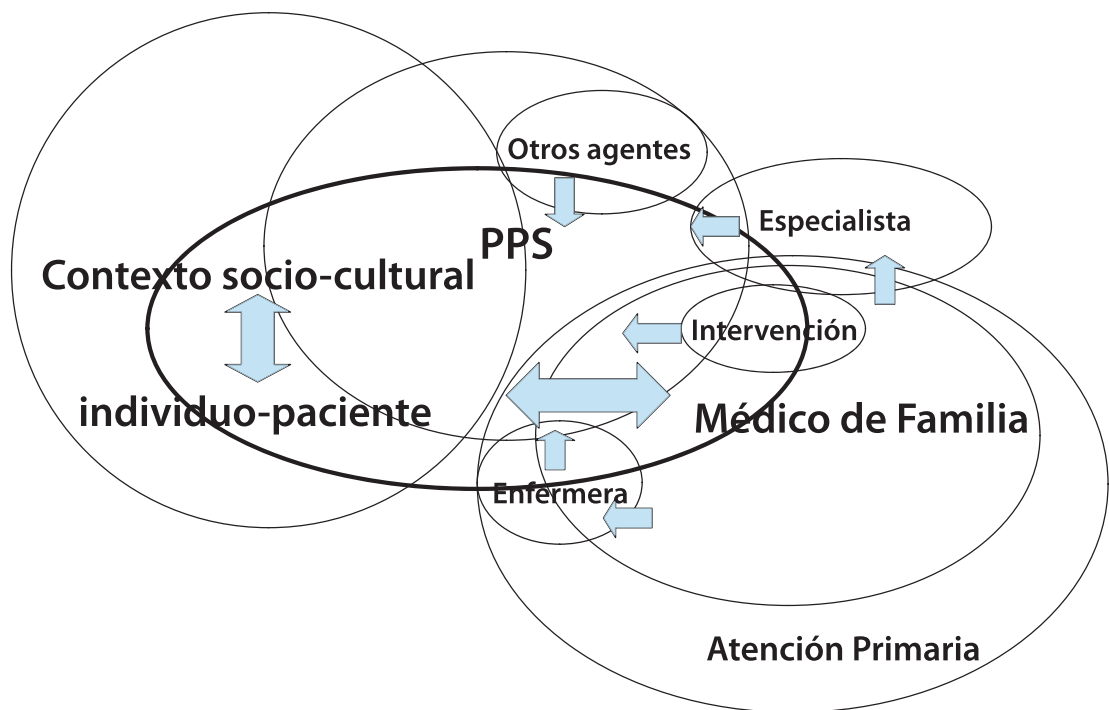 Otros agentes
Especialista
PPS
Contexto socio-cultural
Intervención
individuo-paciente
Médico de Familia
Enfermera
Atención Primaria